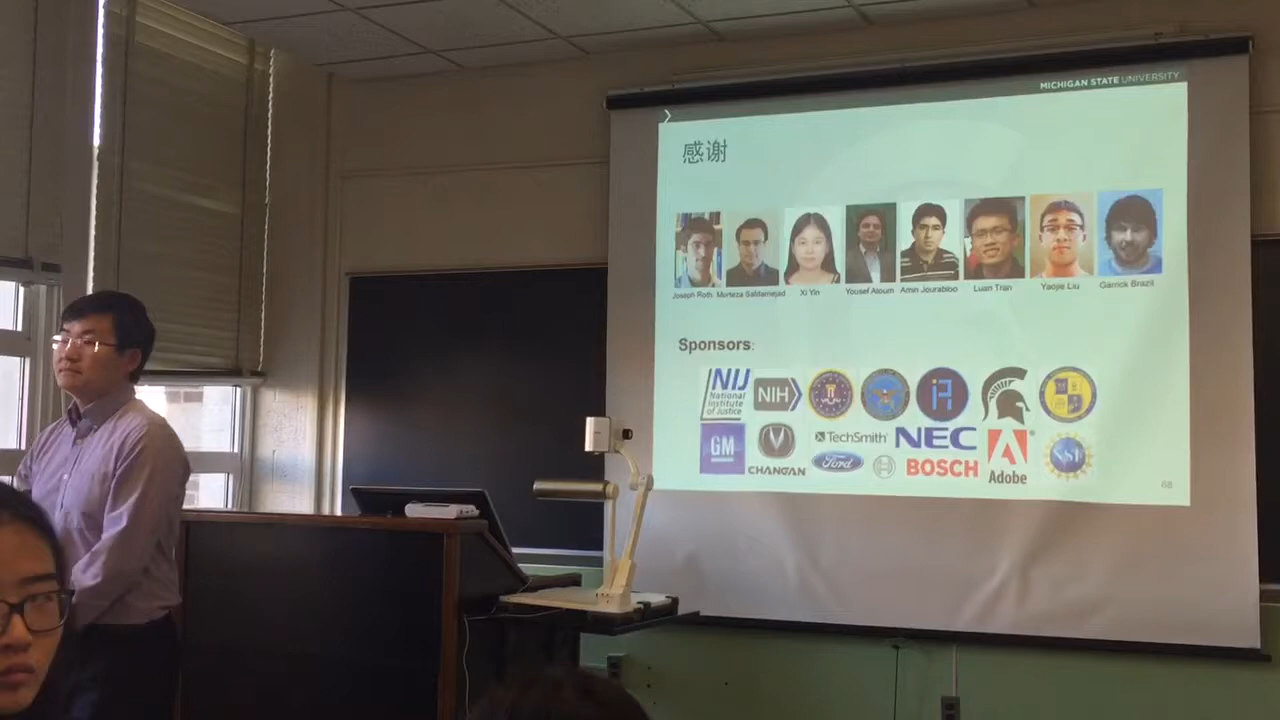 MICHIGAN STATE UNIVERSITY
感谢
Joseph Roth Morteza Safdarnejad Xi Yin Yousef Atoum Amin Jourabloo Luan Tran Yaojie Liu Garrick Brazil
Sponsors:
NIJ
National
Institute
of Justice
NIH
GM
CHANGAN
TechSmith
Ford
NEC
BOSCH
Adobe
NSF
68